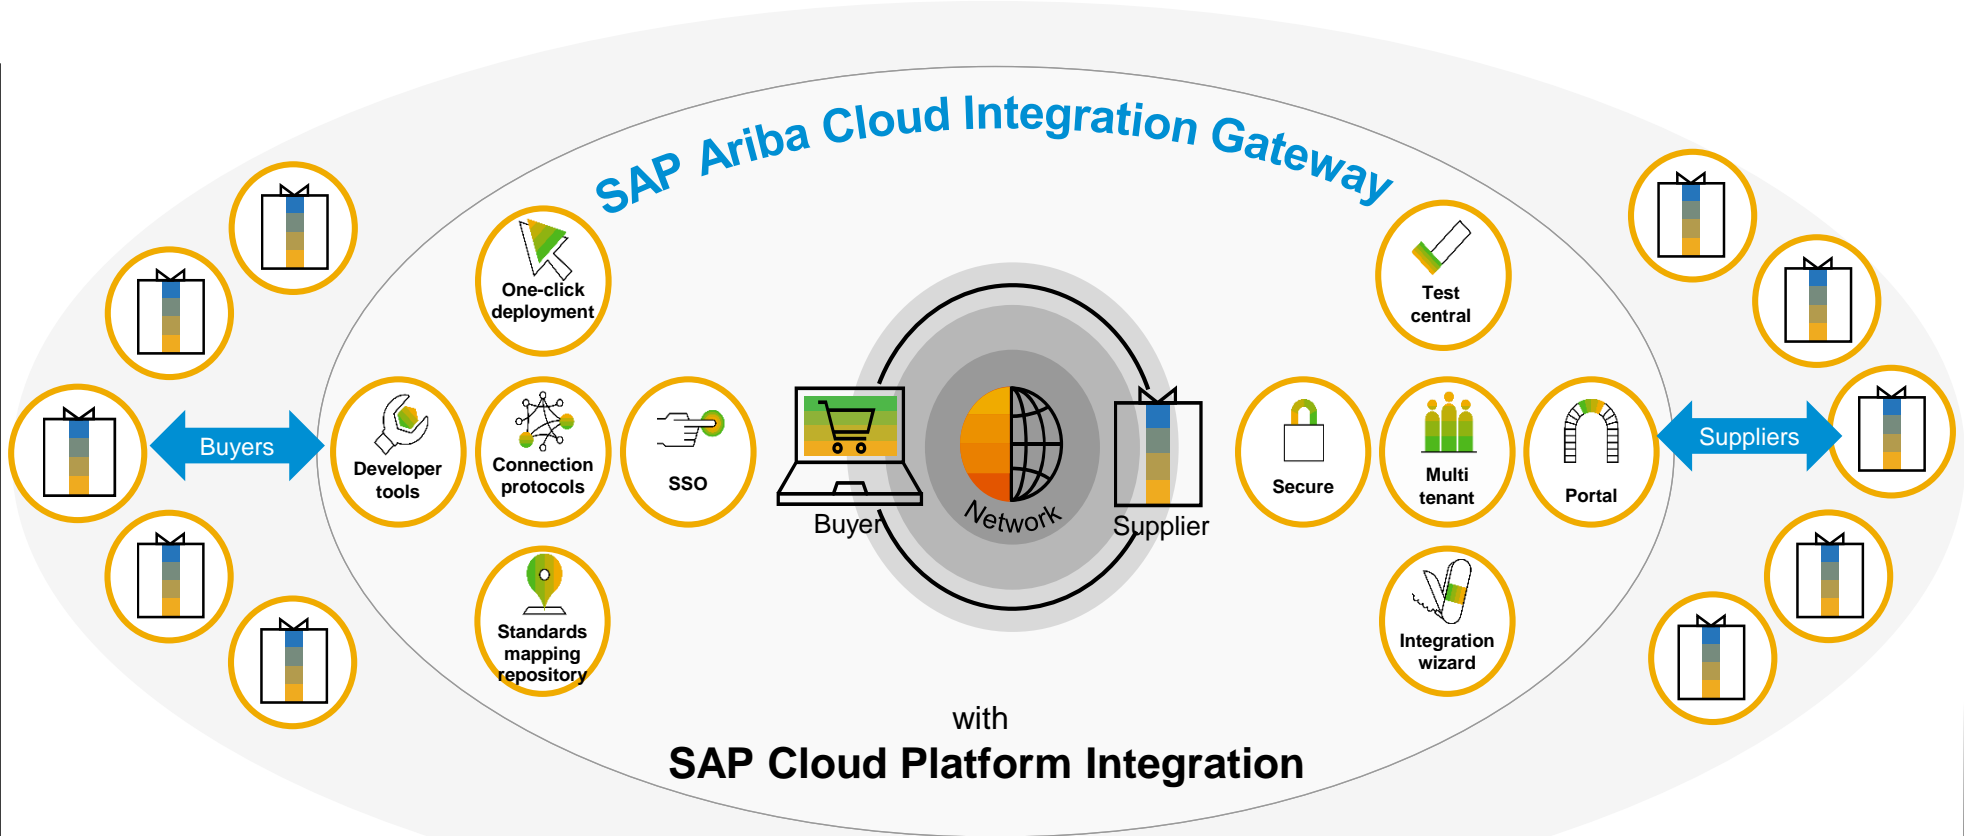 SAP Ariba Cloud Integration Gateway
One-click
deployment
Test
central
Buyers
Developer
tools
Connection
protocols
SSO
Buyer
Network
Supplier
Secure
Multi
tenant
Portal
Suppliers
Standards
mapping
repository
Integration
wizard
with
SAP Cloud Platform Integration